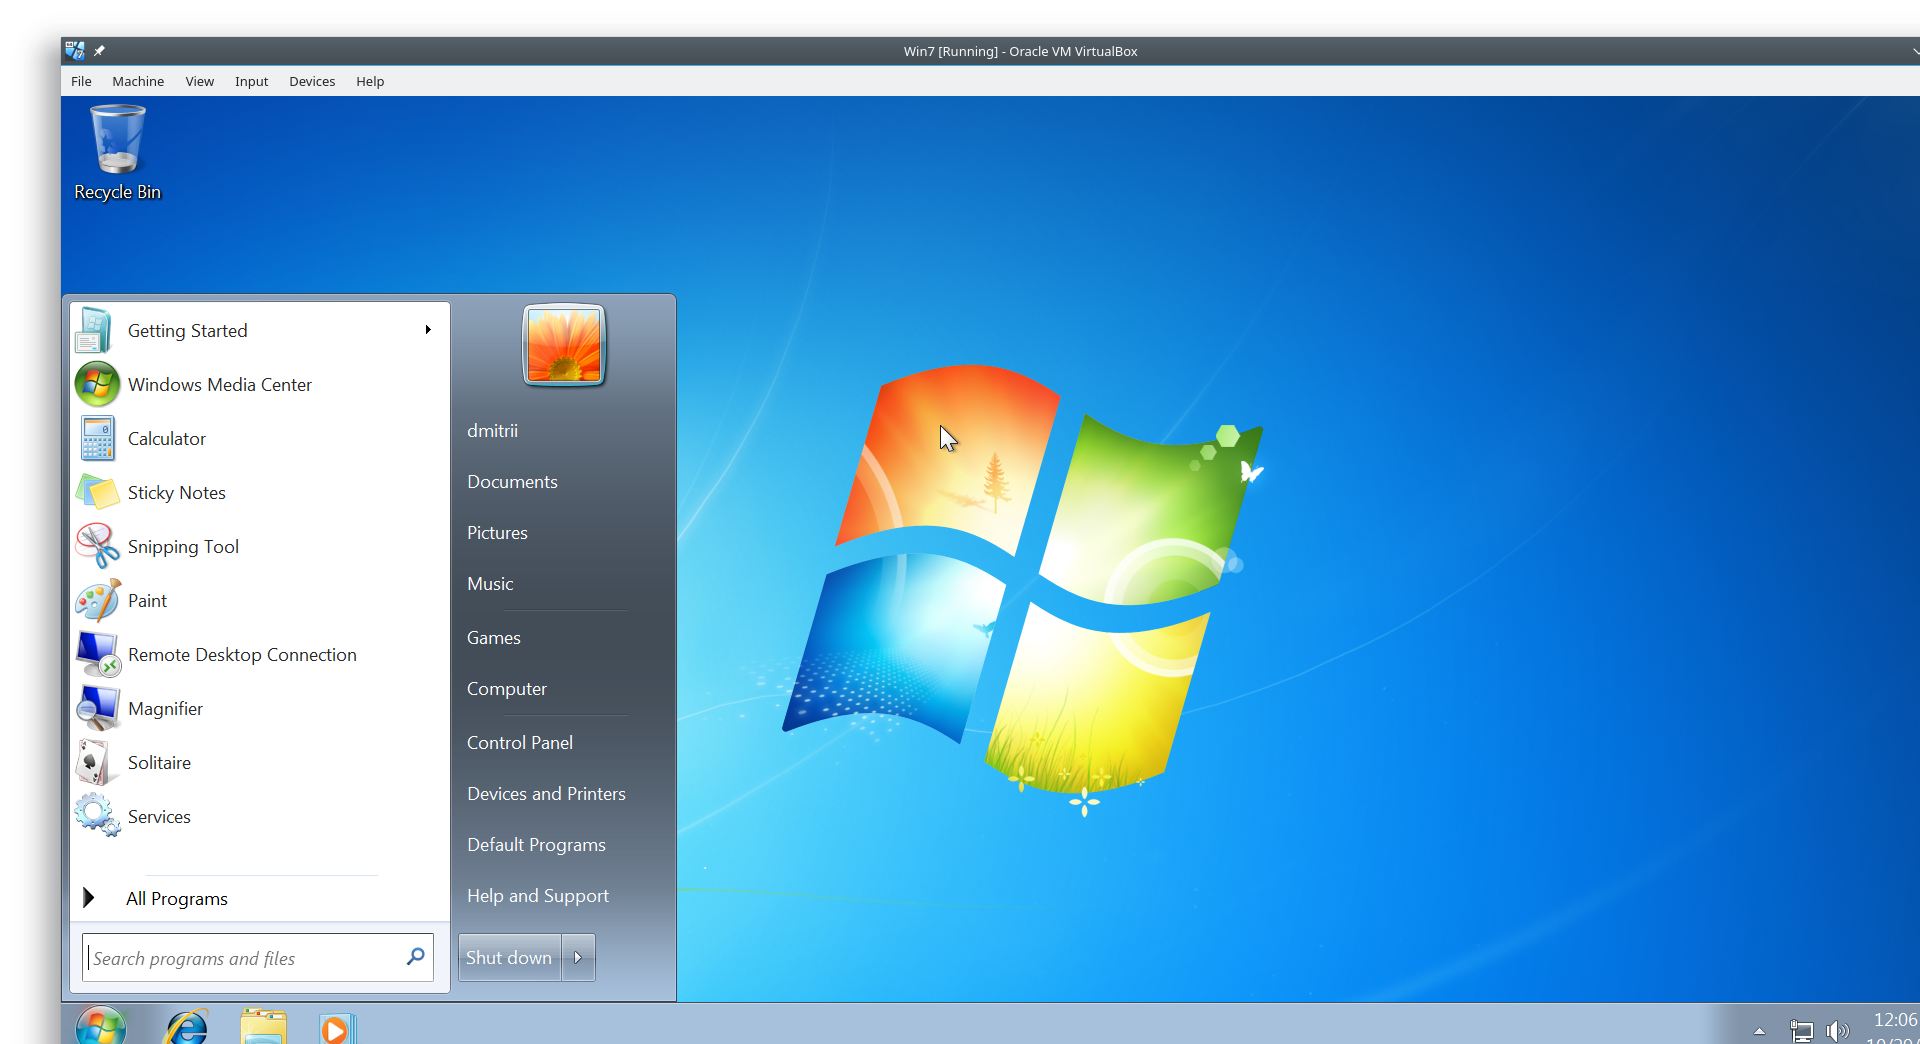 Win7 [Running] - Oracle VM VirtualBox
File Machine View Input Devices Help
Recycle Bin
Getting Started
Windows Media Center
Calculator
0
Sticky Notes
Snipping Tool
Paint
Remote Desktop Connection
Magnifier
Solitaire
Services
All Programs
Search programs and files
dmitrii
Documents
Pictures
Music
Games
Computer
Control Panel
Devices and Printers
Default Programs
Help and Support
Shut down
12:06